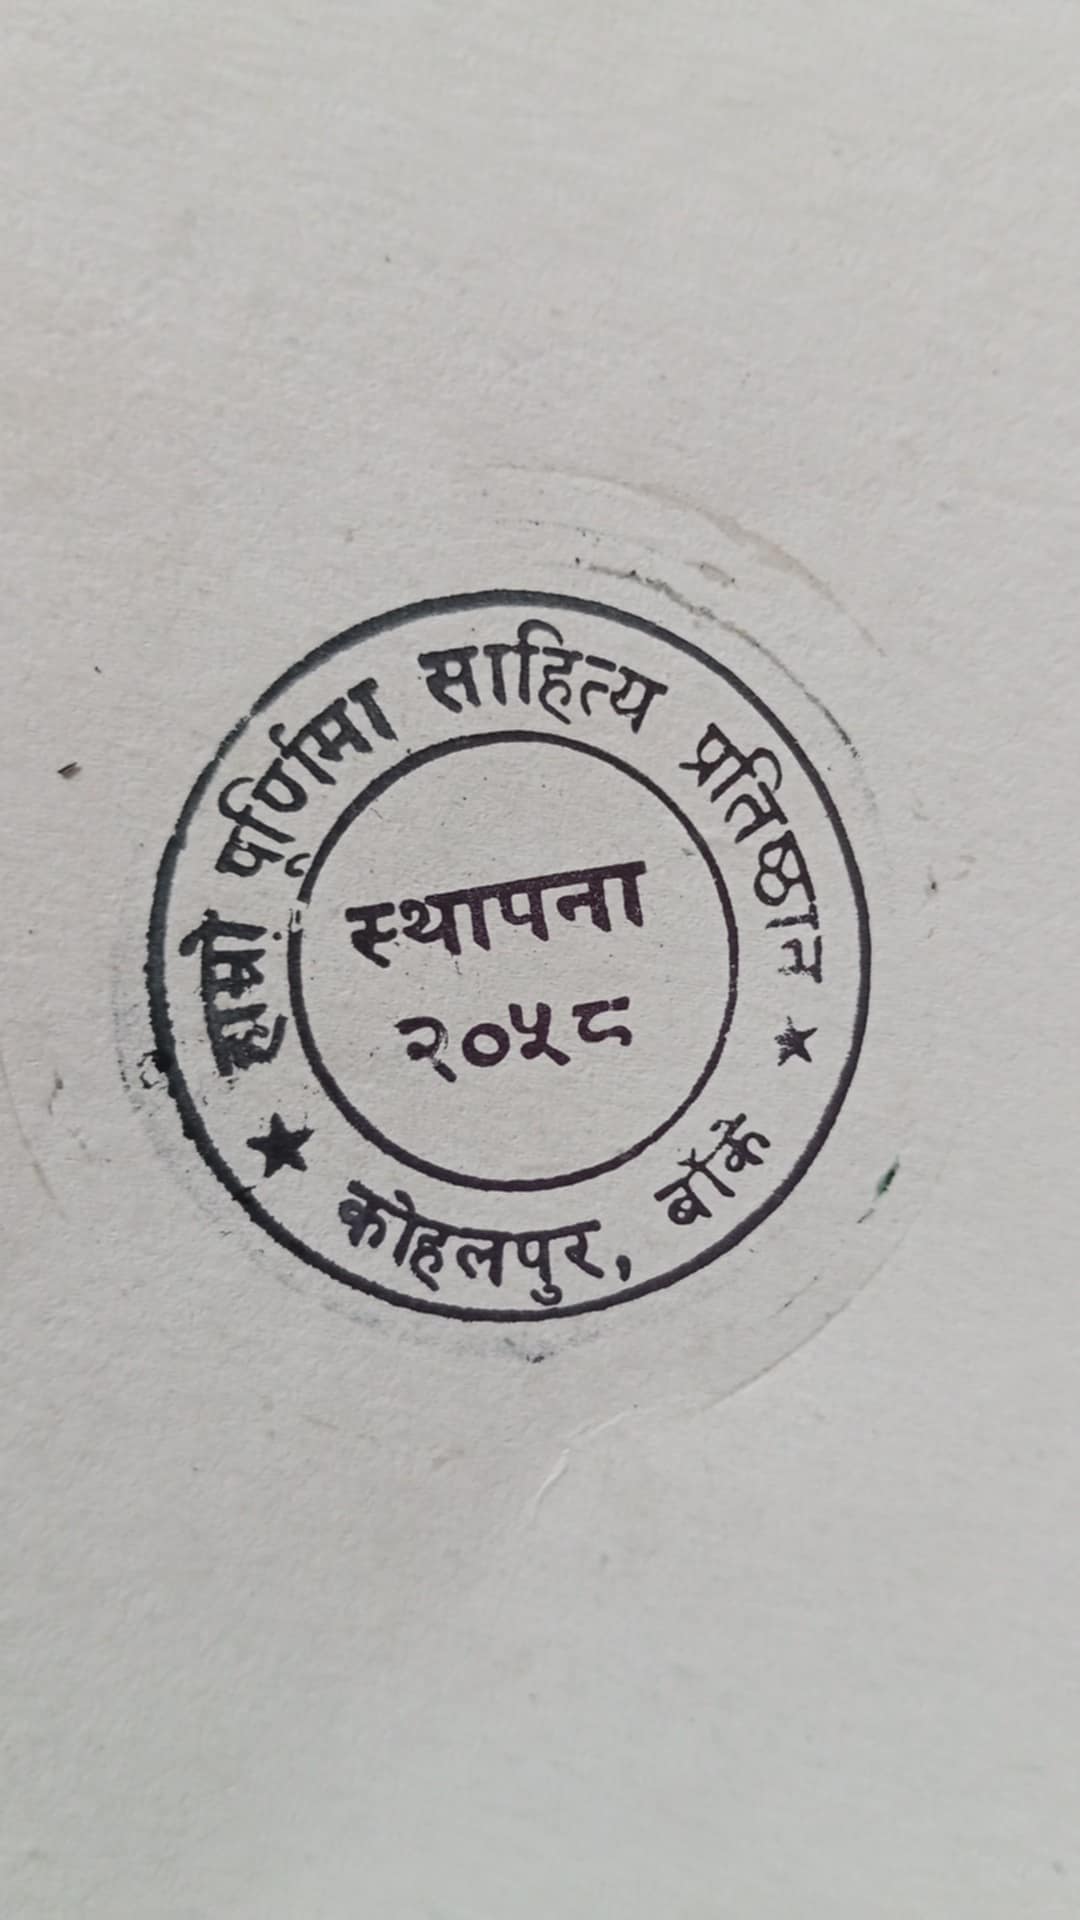 हाम्रो पूर्णिमा साहित्य प्रतिष्ठान
स्थापना
२०५८
कोहलपुर, बाँके